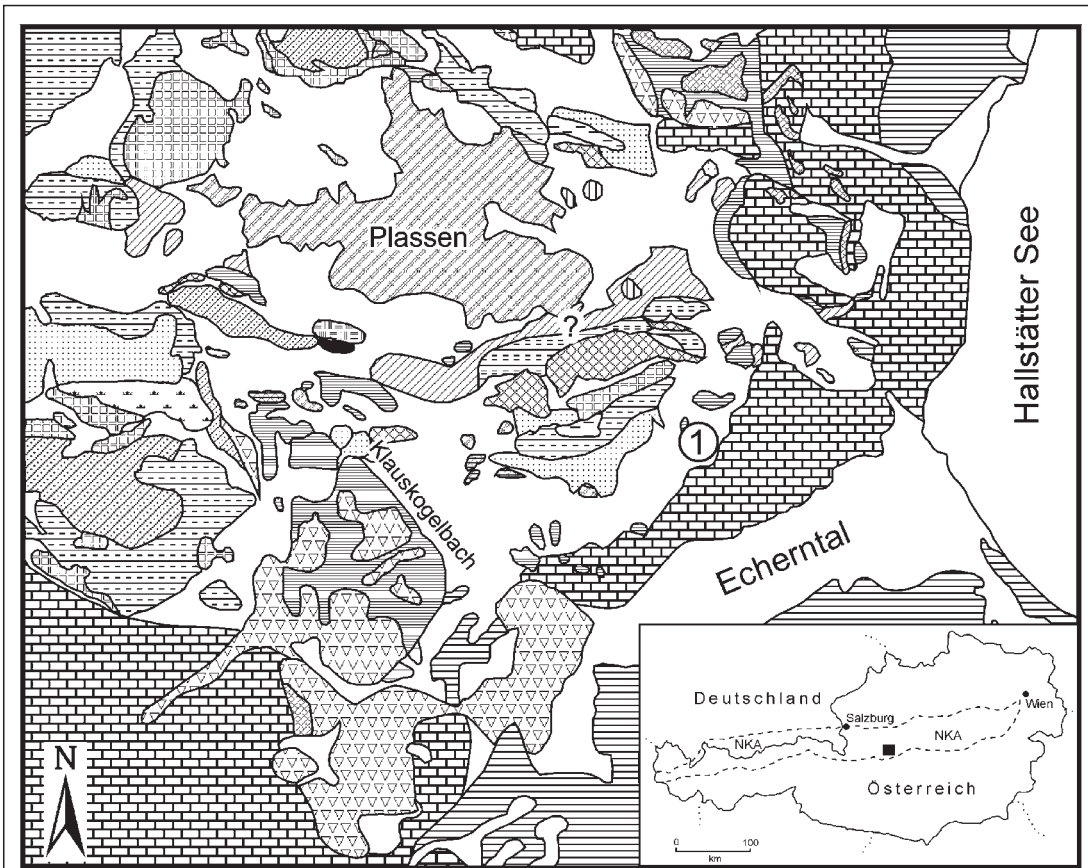 Plassen
?
Hallstätter See
1
Klauskogelbach
Echerntal
N
Deutschland
Salzburg
Wien
NKA
NKA
Österreich
0 100
km